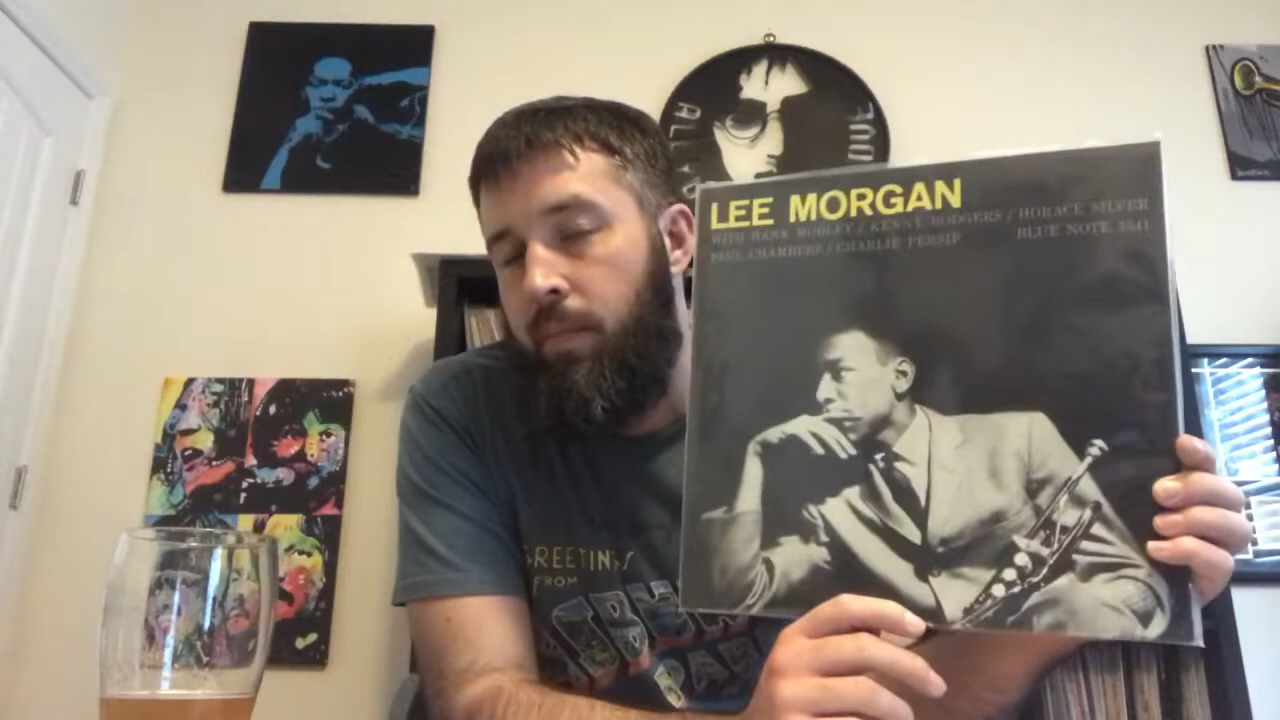 LEE MORGAN
WITH HANK MOBLEY / KENNY RODGERS / HORACE SILVER
PAUL CHAMBERS / CHARLIE PERSIP BLUE NOTE 1541
GREETINGS
FROM